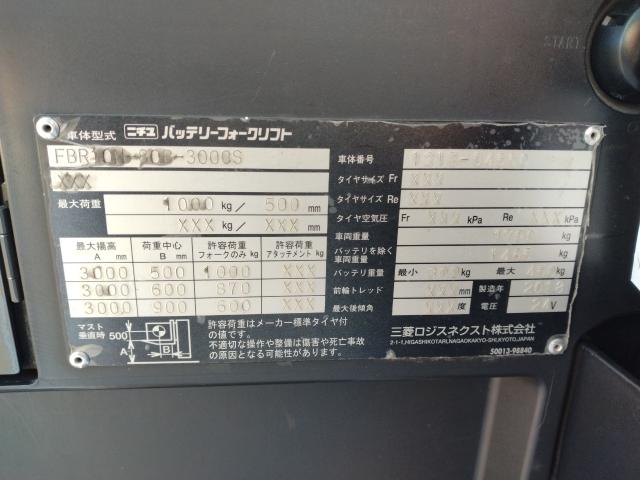 START
車体型式 ニチユ バッテリーフォークリフト
XXX
車体番号
タイヤサイズ Fr XXX
タイヤサイズ Re XXX
最大荷重 1000 kg / 500 mm
XXX kg / XXX mm
タイヤ空気圧 Fr XXX kPa Re XXX kPa
車両重量 kg
バッテリを除く車両重量 kg
バッテリ重量 最小 kg 最大 kg
前輪トレッド mm 製造年
最大後傾角 度 電圧 24 V
最大揚高 A mm 荷重中心 B mm 許容荷重 フォークのみ kg 許容荷重 アタッチメント kg
3000 500 1000 XXX
3000 600 870 XXX
3000 900 600 XXX
マスト垂直時 500 A B
許容荷重はメーカー標準タイヤ付
の値です。
不適切な操作や整備は傷害や死亡事故
の原因となる可能性があります。
三菱ロジスネクスト株式会社
2-1-1,HIGASHIKOTARI,NAGAOKAKYO-SHI,KYOTO,JAPAN
50013-98840